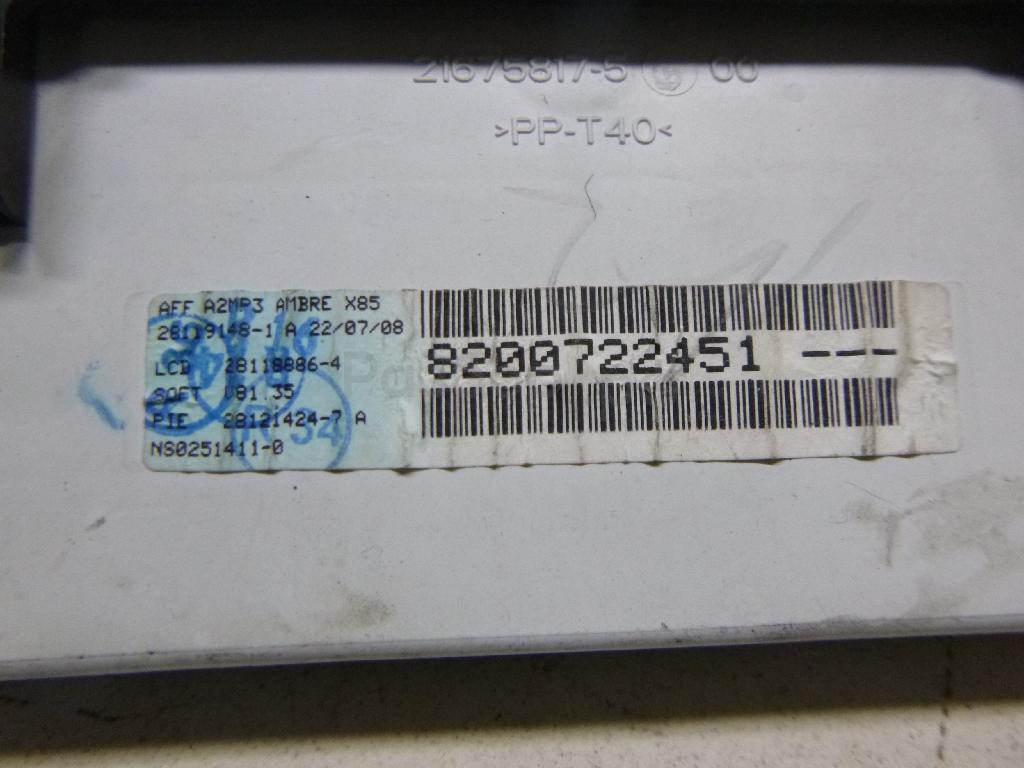 21675817-5 00
>PP-T40<
AFF A2MP3 AMBRE X85
28119148-1 A 22/07/08
LCD 28118886-4
SOFT 081.35
PIE 28121424-7 A
NS0251411-0
8200722451 ---
34